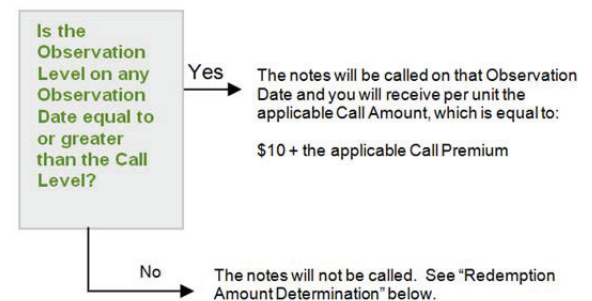 Is the
Observation
Level on any
Observation
Date equal to
or greater
than the Call
Level?
Yes
The notes will be called on that Observation
Date and you will receive per unit the
applicable Call Amount, which is equal to:
$10 + the applicable Call Premium
No
The notes will not be called. See “Redemption
Amount Determination” below.